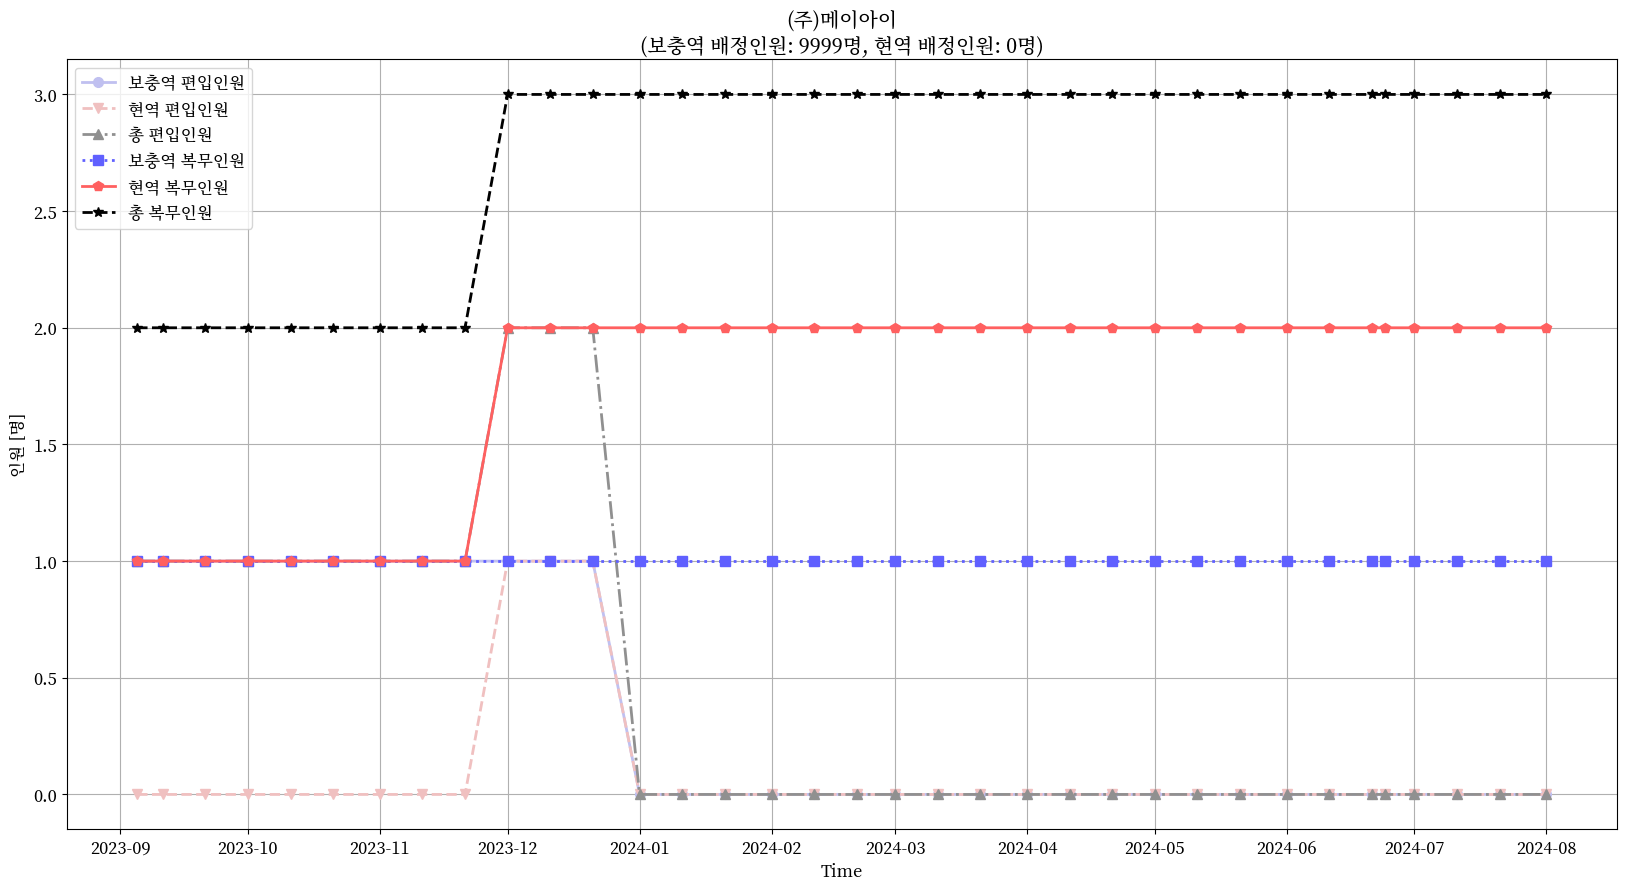 (주)메이아이
(보충역 배정인원: 9999명, 현역 배정인원: 0명)
보충역 편입인원
현역 편입인원
총 편입인원
보충역 복무인원
현역 복무인원
총 복무인원
인원 [명]
3.0
2.5
2.0
1.5
1.0
0.5
0.0
2023-09 2023-10 2023-11 2023-12 2024-01 2024-02 2024-03 2024-04 2024-05 2024-06 2024-07 2024-08
Time